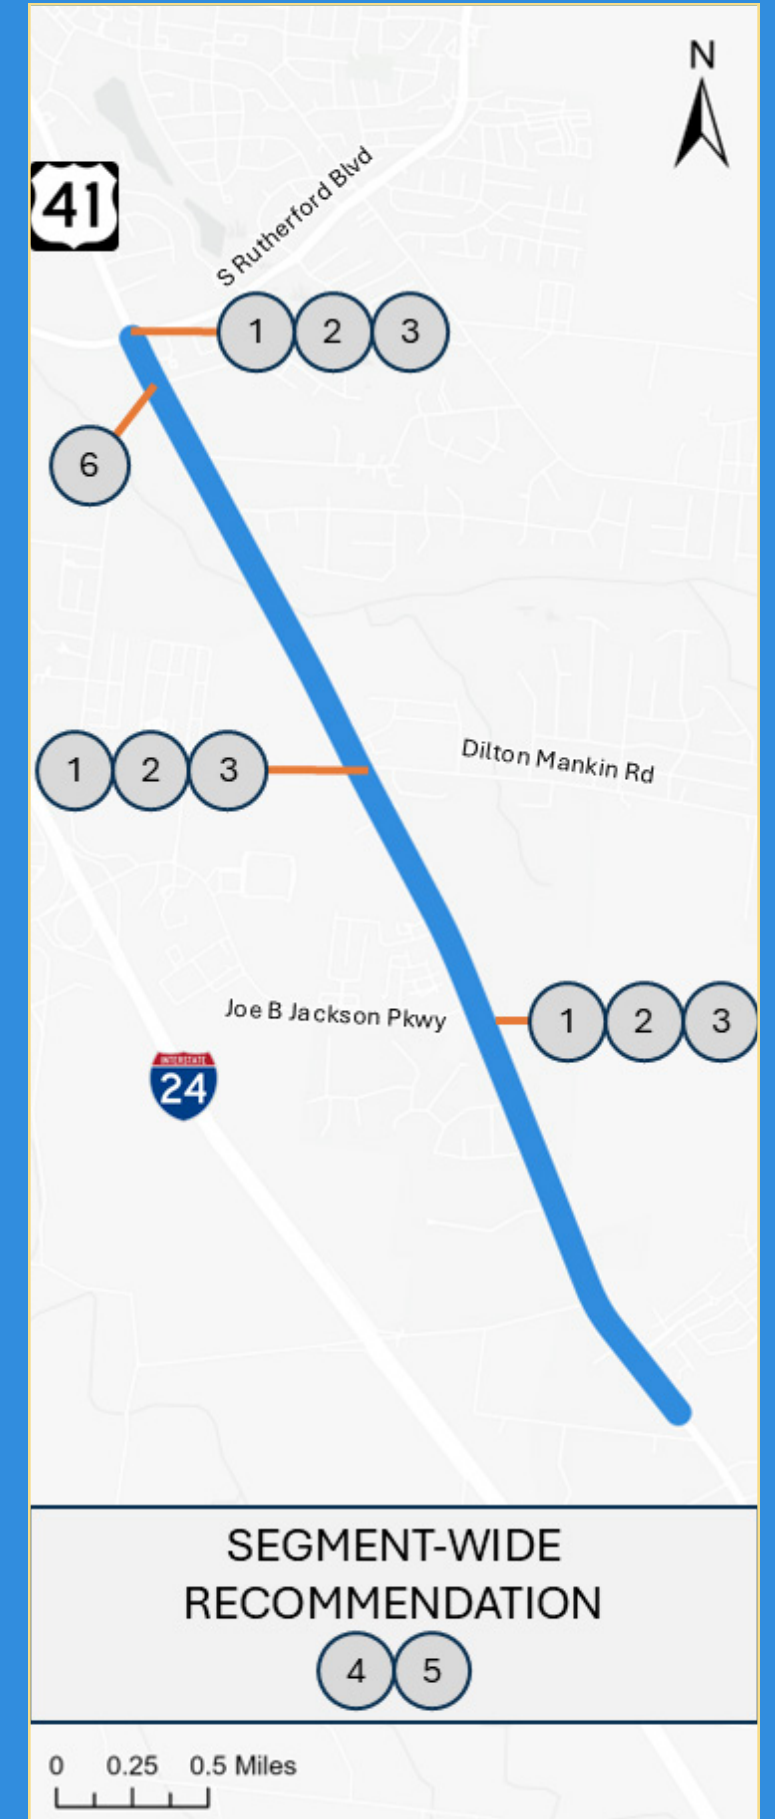 N
S Rutherford Blvd
41
1 2 3
6
Dilton Mankin Rd
1 2 3
Joe B Jackson Pkwy
1 2 3
INTERSTATE
24
SEGMENT-WIDE
RECOMMENDATION
4 5
0 0.25 0.5 Miles